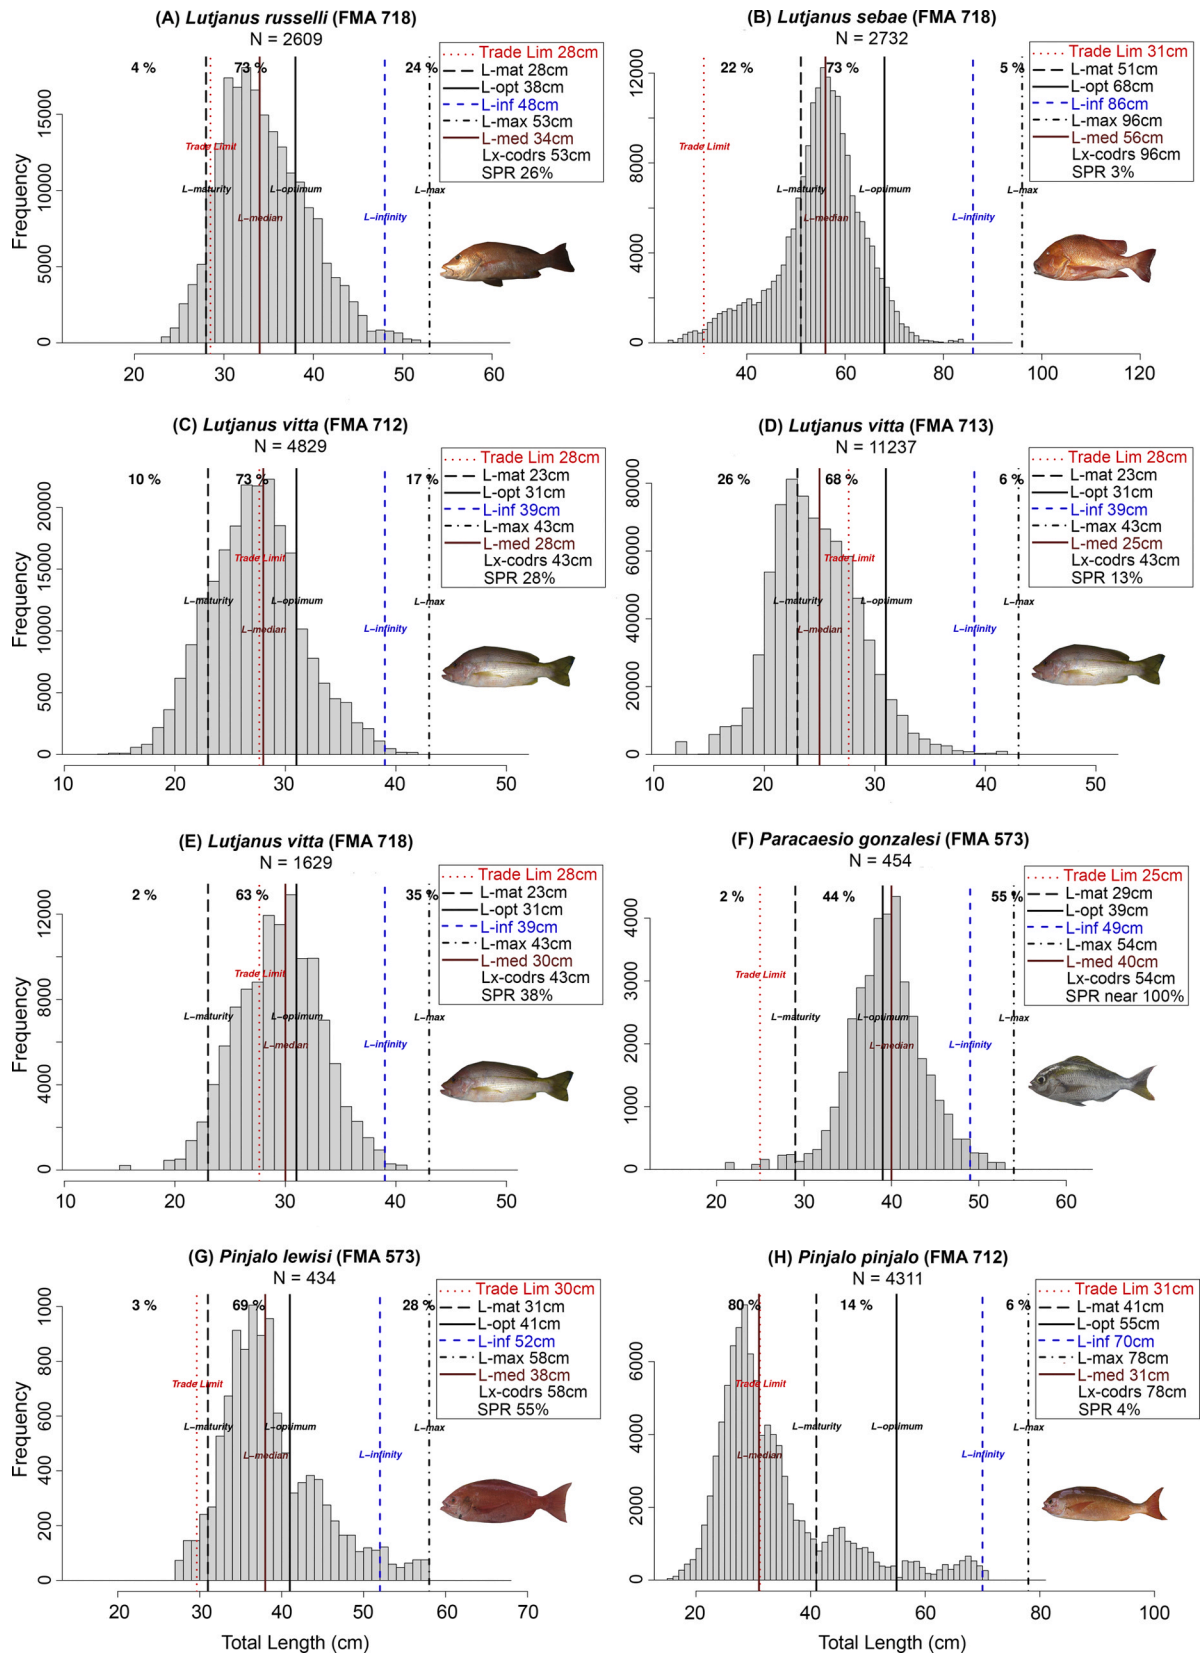 (A) Lutjanus russelli (FMA 718)
N = 2609
4 %
73 %
24 %
Trade Lim 28cm
L-mat 28cm
L-opt 38cm
L-inf 48cm
L-max 53cm
L-med 34cm
Lx-codrs 53cm
SPR 26%
Trade Limit
L-maturity
L-optimum
L-max
L-median
L-infinity
Frequency
0
5000
10000
15000
20
30
40
50
60
(B) Lutjanus sebae (FMA 718)
N = 2732
22 %
73 %
5 %
Trade Lim 31cm
L-mat 51cm
L-opt 68cm
L-inf 86cm
L-max 96cm
L-med 56cm
Lx-codrs 96cm
SPR 3%
Trade Limit
L-maturity
L-optimum
L-max
L-median
L-infinity
0
4000
8000
12000
40
60
80
100
120
(C) Lutjanus vitta (FMA 712)
N = 4829
10 %
73 %
17 %
Trade Lim 28cm
L-mat 23cm
L-opt 31cm
L-inf 39cm
L-max 43cm
L-med 28cm
Lx-codrs 43cm
SPR 28%
Trade Limit
L-maturity
L-optimum
L-max
L-median
L-infinity
Frequency
0
5000
10000
15000
20000
10
20
30
40
50
(D) Lutjanus vitta (FMA 713)
N = 11237
26 %
68 %
6 %
Trade Lim 28cm
L-mat 23cm
L-opt 31cm
L-inf 39cm
L-max 43cm
L-med 25cm
Lx-codrs 43cm
SPR 13%
Trade Limit
L-maturity
L-optimum
L-max
L-median
L-infinity
0
20000
40000
60000
80000
10
20
30
40
50
(E) Lutjanus vitta (FMA 718)
N = 1629
2 %
63 %
35 %
Trade Lim 28cm
L-mat 23cm
L-opt 31cm
L-inf 39cm
L-max 43cm
L-med 30cm
Lx-codrs 43cm
SPR 38%
Trade Limit
L-maturity
L-optimum
L-max
L-median
L-infinity
Frequency
0
4000
8000
12000
10
20
30
40
50
(F) Paracaesio gonzalesi (FMA 573)
N = 454
2 %
44 %
55 %
Trade Lim 25cm
L-mat 29cm
L-opt 39cm
L-inf 49cm
L-max 54cm
L-med 40cm
Lx-codrs 54cm
SPR near 100%
Trade Limit
L-maturity
L-optimum
L-max
L-median
L-infinity
0
1000
2000
3000
4000
20
30
40
50
60
(G) Pinjalo lewisi (FMA 573)
N = 434
3 %
69 %
28 %
Trade Lim 30cm
L-mat 31cm
L-opt 41cm
L-inf 52cm
L-max 58cm
L-med 38cm
Lx-codrs 58cm
SPR 55%
Trade Limit
L-maturity
L-optimum
L-max
L-median
L-infinity
Frequency
0
200
400
600
800
1000
20
30
40
50
60
70
Total Length (cm)
(H) Pinjalo pinjalo (FMA 712)
N = 4311
80 %
14 %
6 %
Trade Lim 31cm
L-mat 41cm
L-opt 55cm
L-inf 70cm
L-max 78cm
L-med 31cm
Lx-codrs 78cm
SPR 4%
Trade Limit
L-maturity
L-optimum
L-max
L-median
L-infinity
0
2000
4000
6000
20
40
60
80
100
Total Length (cm)